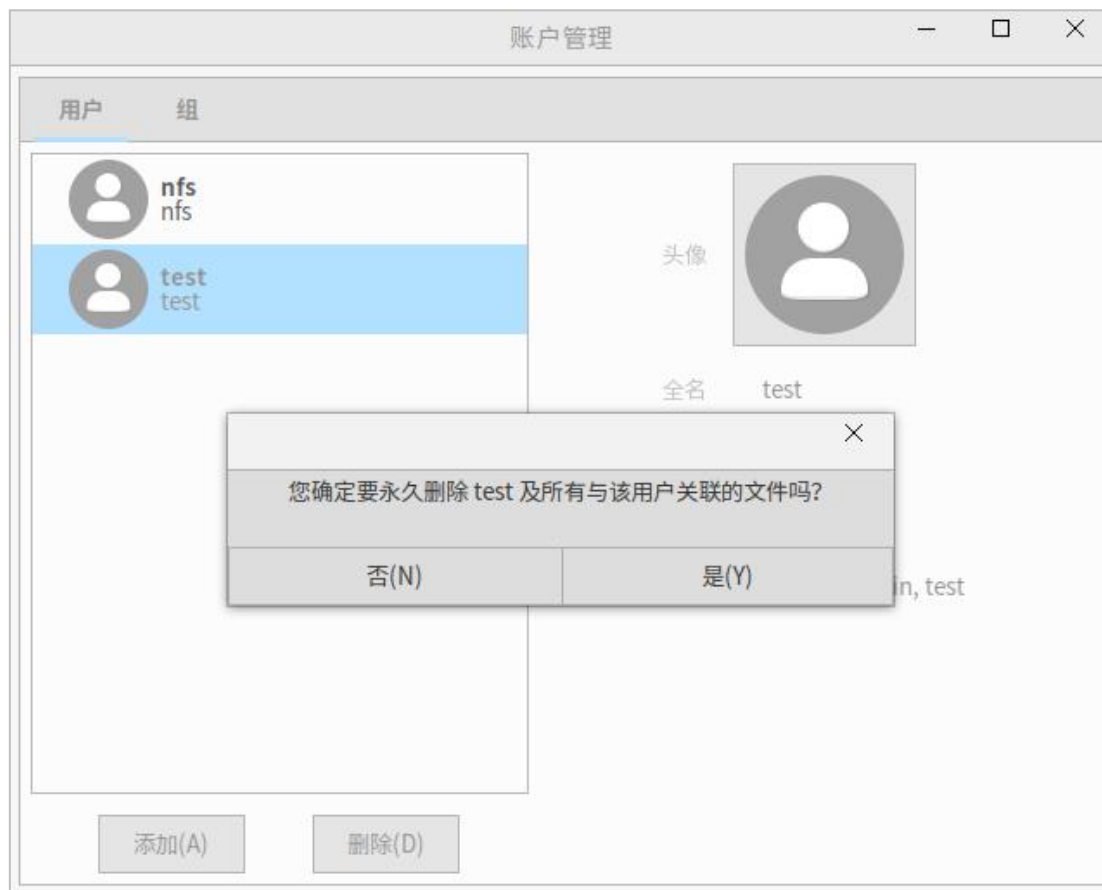 账户管理
用户 组
nfs
nfs
test
test
头像
全名 test
您确定要永久删除 test 及所有与该用户关联的文件吗?
否(N) 是(Y)
in, test
添加(A) 删除(D)